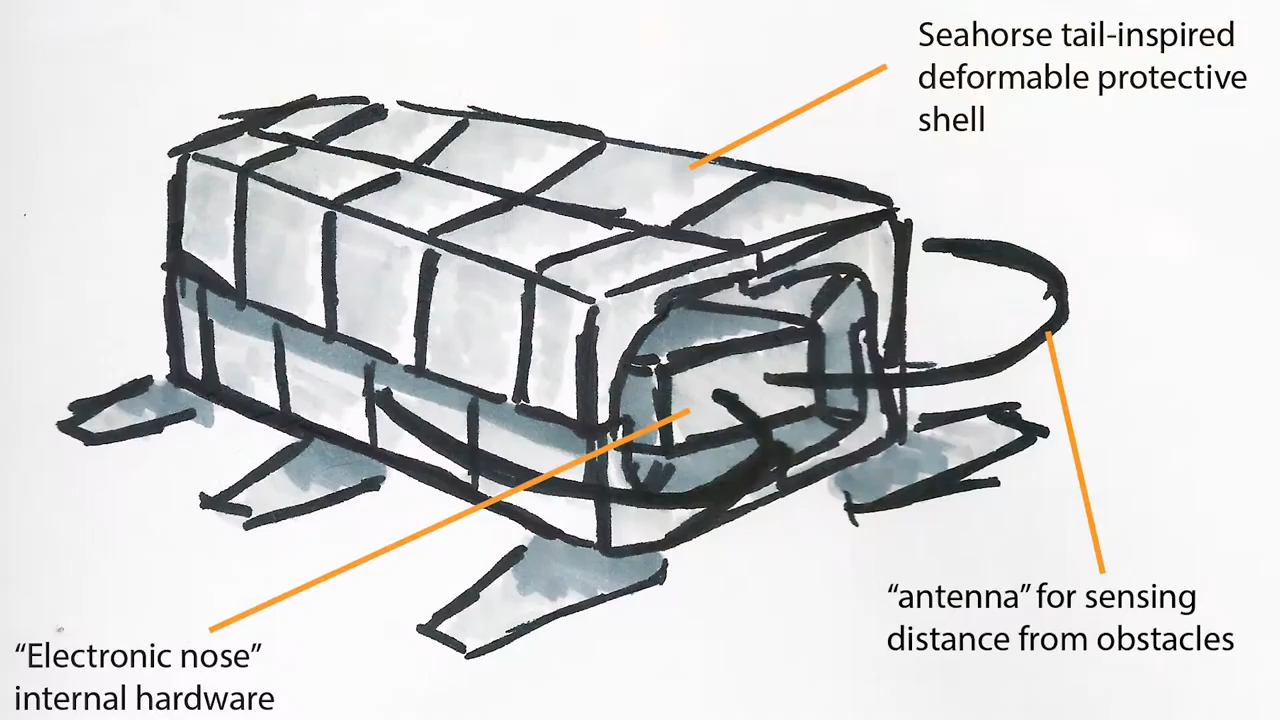 Seahorse tail-inspired
deformable protective
shell
“antenna” for sensing
distance from obstacles
“Electronic nose”
internal hardware